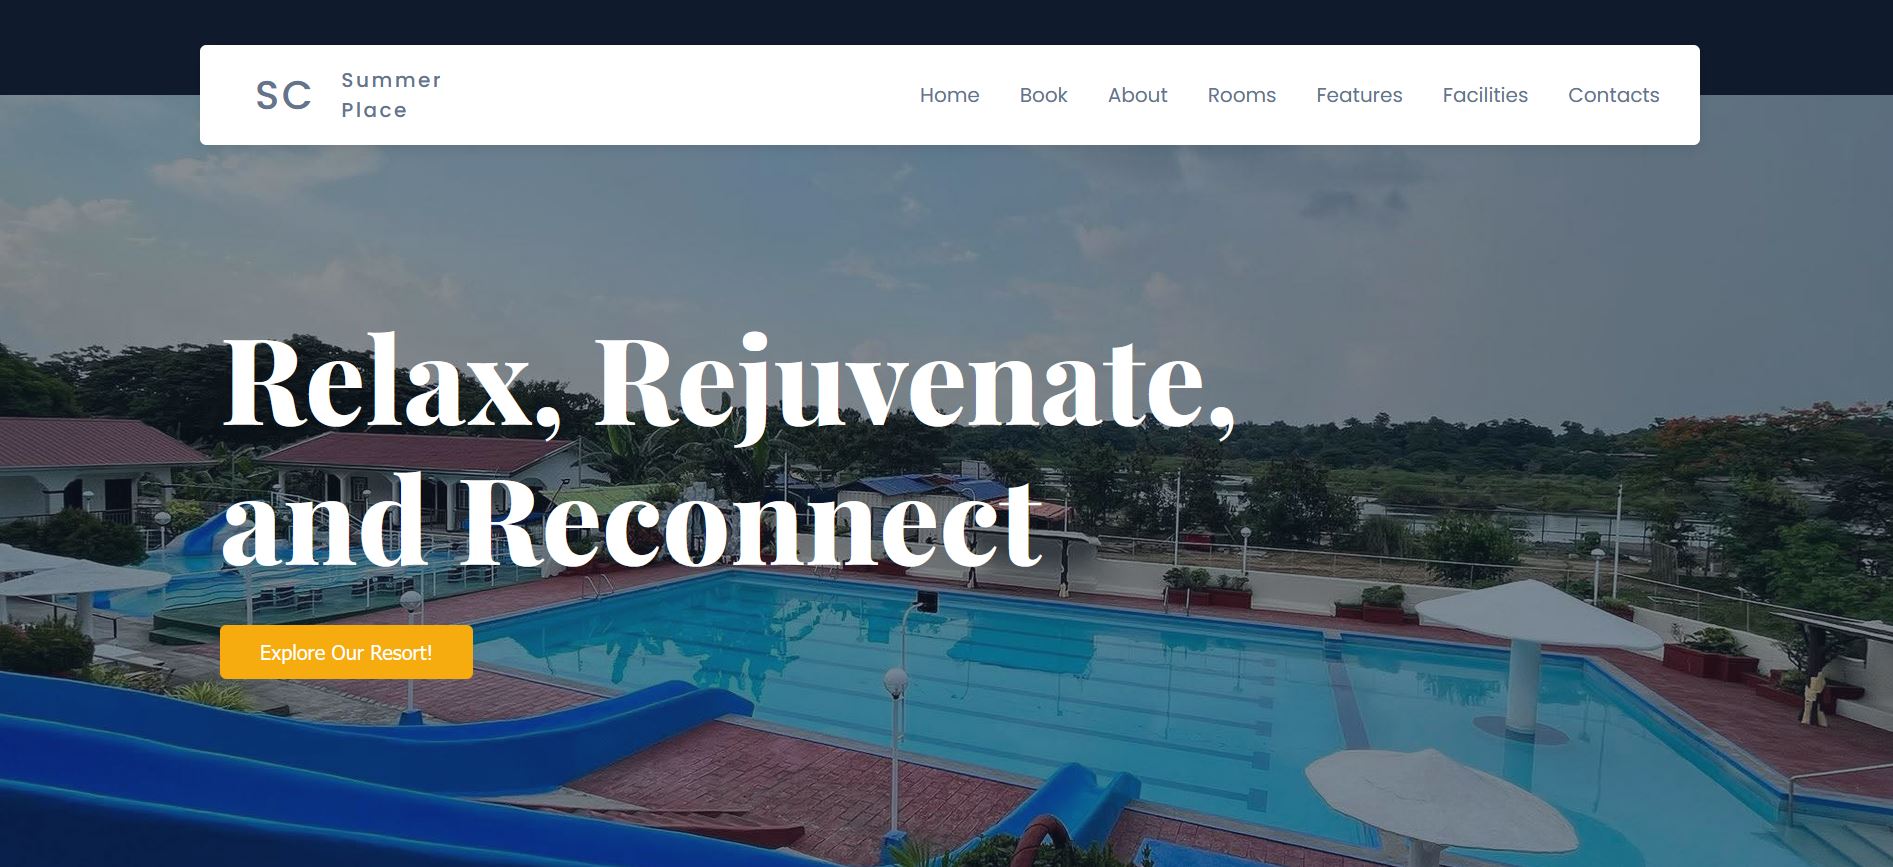 SC
Summer
Place
Home
Book
About
Rooms
Features
Facilities
Contacts
Relax, Rejuvenate,
and Reconnect
Explore Our Resort!